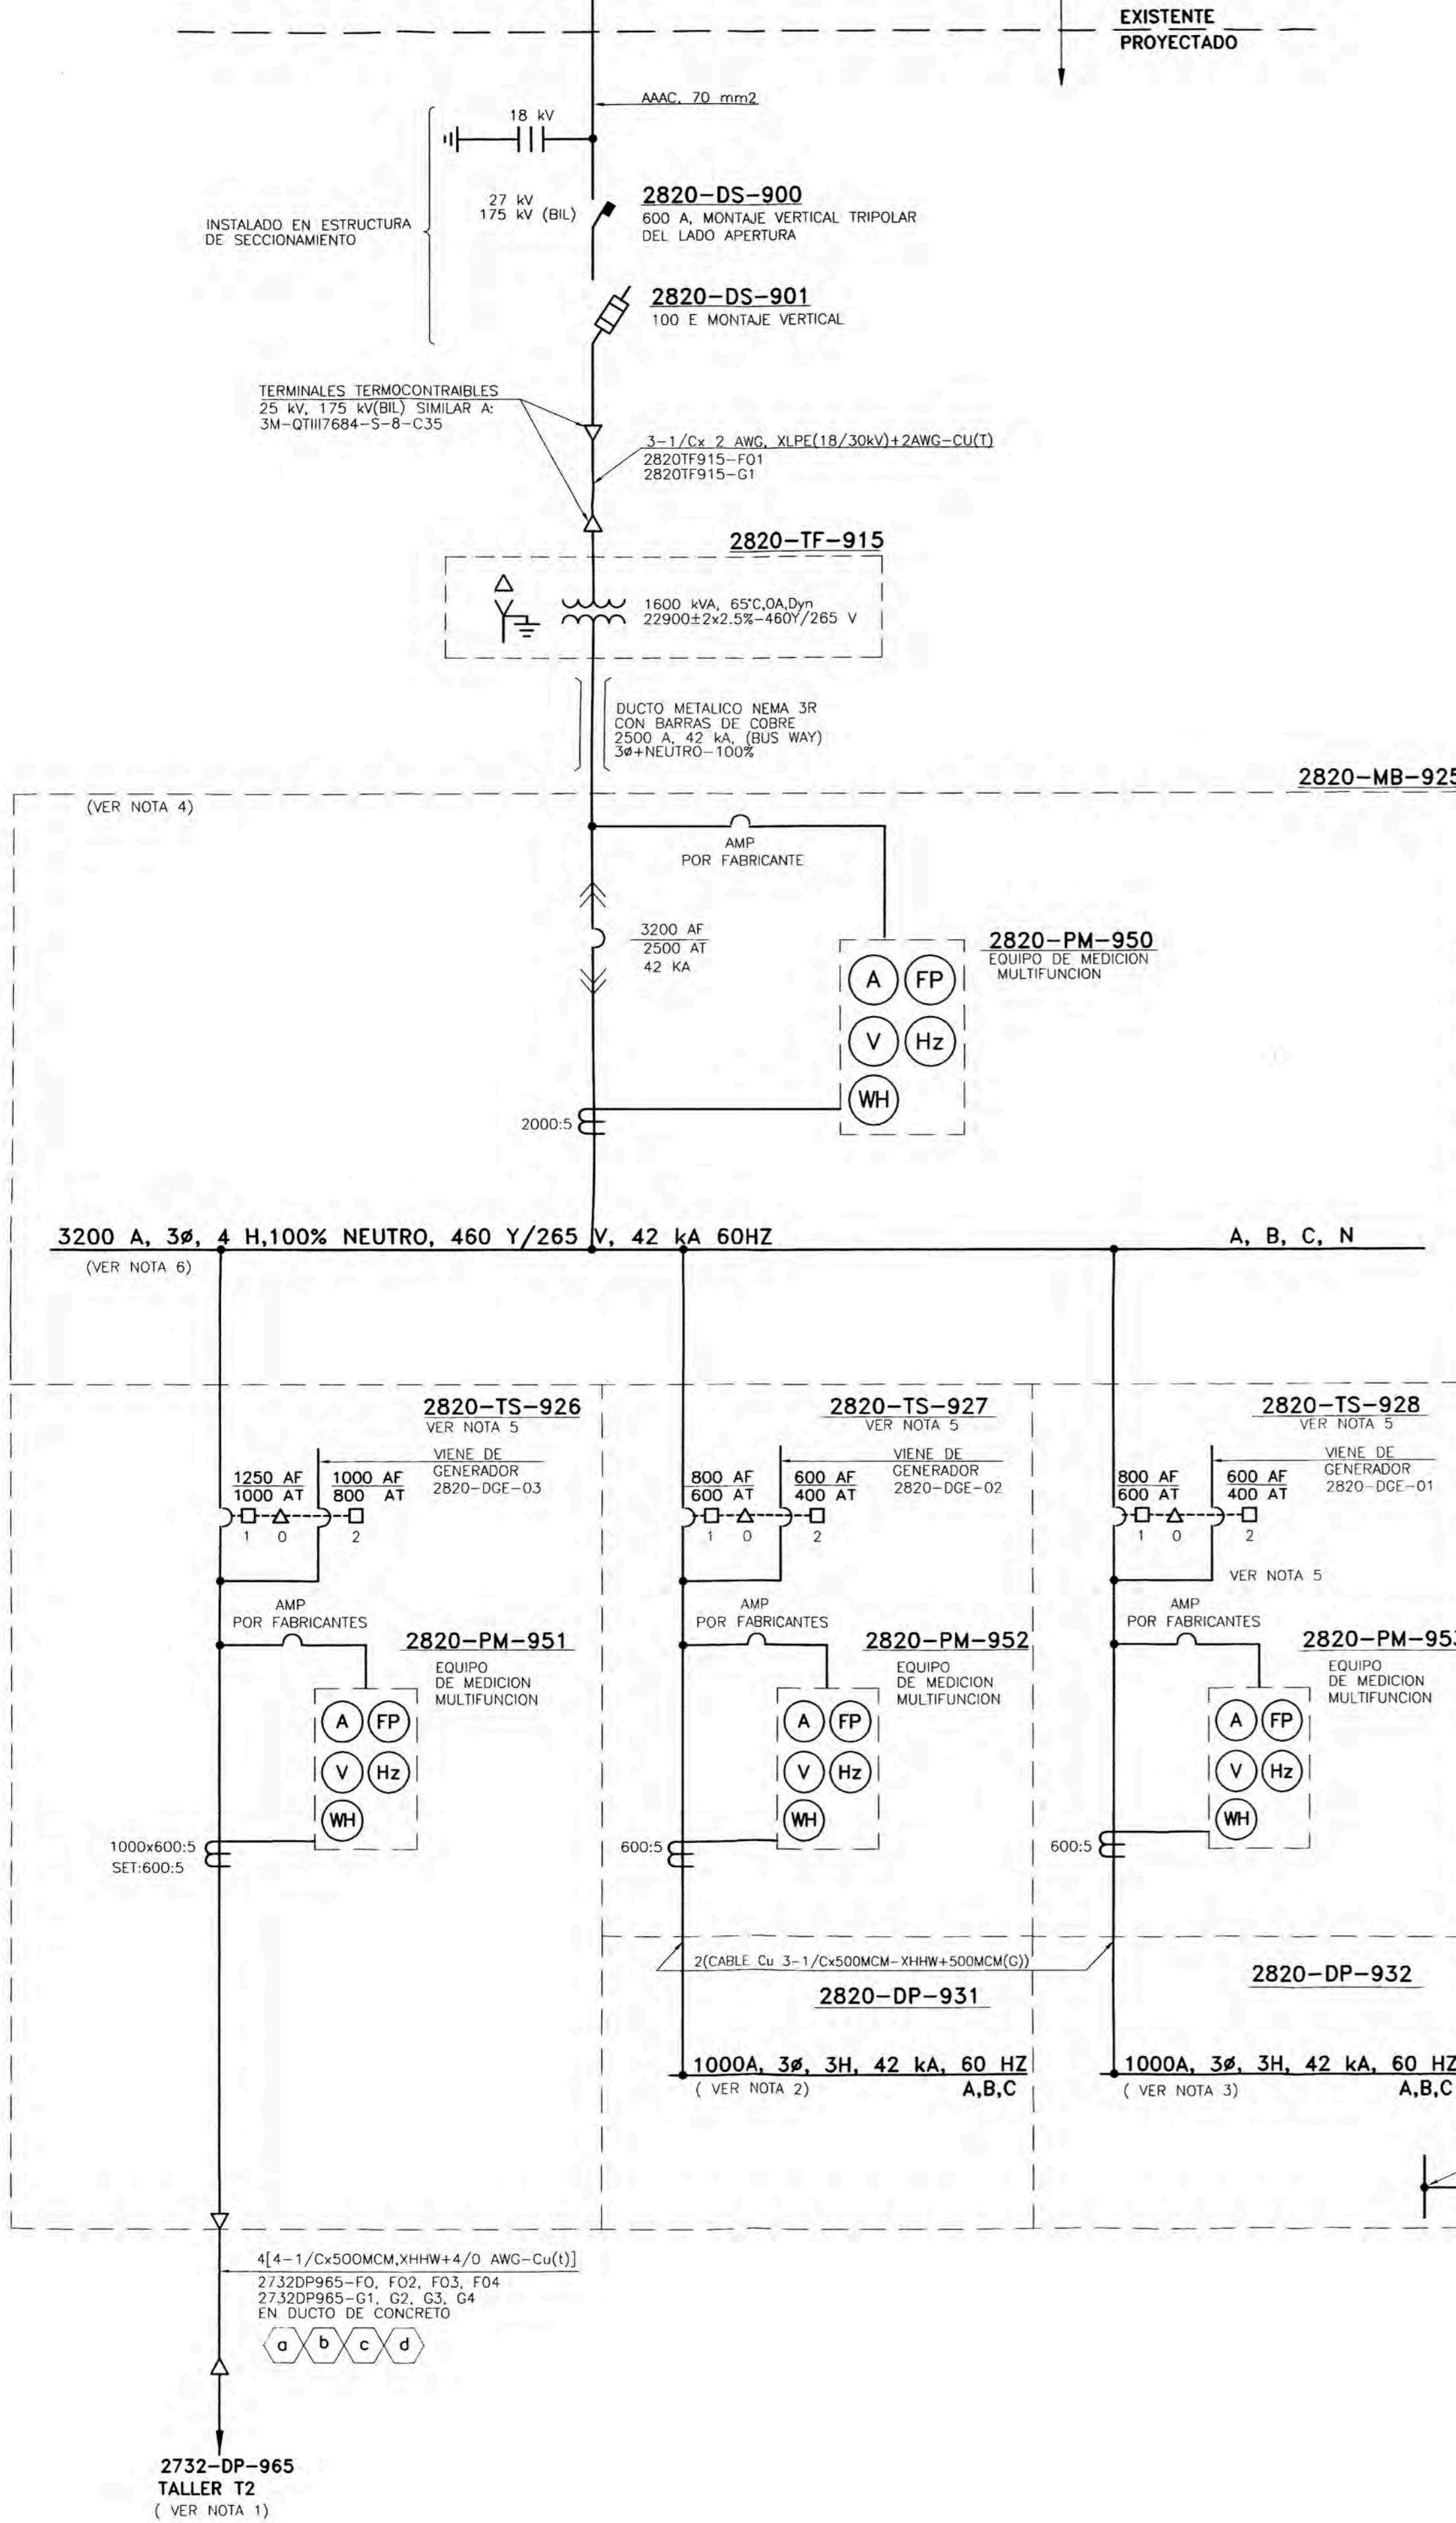 EXISTENTE
PROYECTADO
AAAC, 70 mm2
18 kV
27 kV
175 kV (BIL)
2820-DS-900
600 A, MONTAJE VERTICAL TRIPOLAR
DEL LADO APERTURA
INSTALADO EN ESTRUCTURA
DE SECCIONAMIENTO
2820-DS-901
100 E MONTAJE VERTICAL
TERMINALES TERMOCONTRAIBLES
25 kV, 175 kV(BIL) SIMILAR A:
3M-QTIII7684-S-8-C35
3-1/Cx 2 AWG, XLPE(18/30kV)+2AWG-CU(T)
2820TF915-F01
2820TF915-G1
2820-TF-915
1600 kVA, 65°C,OA,Dyn
22900±2x2.5%-460Y/265 V
DUCTO METALICO NEMA 3R
CON BARRAS DE COBRE
2500 A, 42 kA, (BUS WAY)
3ø+NEUTRO-100%
2820-MB-925
(VER NOTA 4)
AMP
POR FABRICANTE
3200 AF
2500 AT
42 KA
2820-PM-950
EQUIPO DE MEDICION
MULTIFUNCION
A FP
V Hz
WH
2000:5
3200 A, 3ø, 4 H,100% NEUTRO, 460 Y/265 V, 42 kA 60HZ
A, B, C, N
(VER NOTA 6)
2820-TS-926
VER NOTA 5
VIENE DE
GENERADOR
2820-DGE-03
1250 AF
1000 AT
1000 AF
800 AT
1 0 2
AMP
POR FABRICANTES
2820-PM-951
EQUIPO
DE MEDICION
MULTIFUNCION
A FP
V Hz
WH
1000x600:5
SET:600:5
2820-TS-927
VER NOTA 5
VIENE DE
GENERADOR
2820-DGE-02
800 AF
600 AT
600 AF
400 AT
1 0 2
AMP
POR FABRICANTES
2820-PM-952
EQUIPO
DE MEDICION
MULTIFUNCION
A FP
V Hz
WH
600:5
2820-TS-928
VER NOTA 5
VIENE DE
GENERADOR
2820-DGE-01
800 AF
600 AT
600 AF
400 AT
1 0 2
VER NOTA 5
AMP
POR FABRICANTES
2820-PM-953
EQUIPO
DE MEDICION
MULTIFUNCION
A FP
V Hz
WH
600:5
2(CABLE Cu 3-1/Cx500MCM-XHHW+500MCM(G))
2820-DP-931
2820-DP-932
1000A, 3ø, 3H, 42 kA, 60 HZ
( VER NOTA 2)
A,B,C
1000A, 3ø, 3H, 42 kA, 60 HZ
( VER NOTA 3)
A,B,C
4[4-1/Cx500MCM,XHHW+4/0 AWG-Cu(t)]
2732DP965-FO, FO2, F03, F04
2732DP965-G1, G2, G3, G4
EN DUCTO DE CONCRETO
a b c d
2732-DP-965
TALLER T2
( VER NOTA 1)